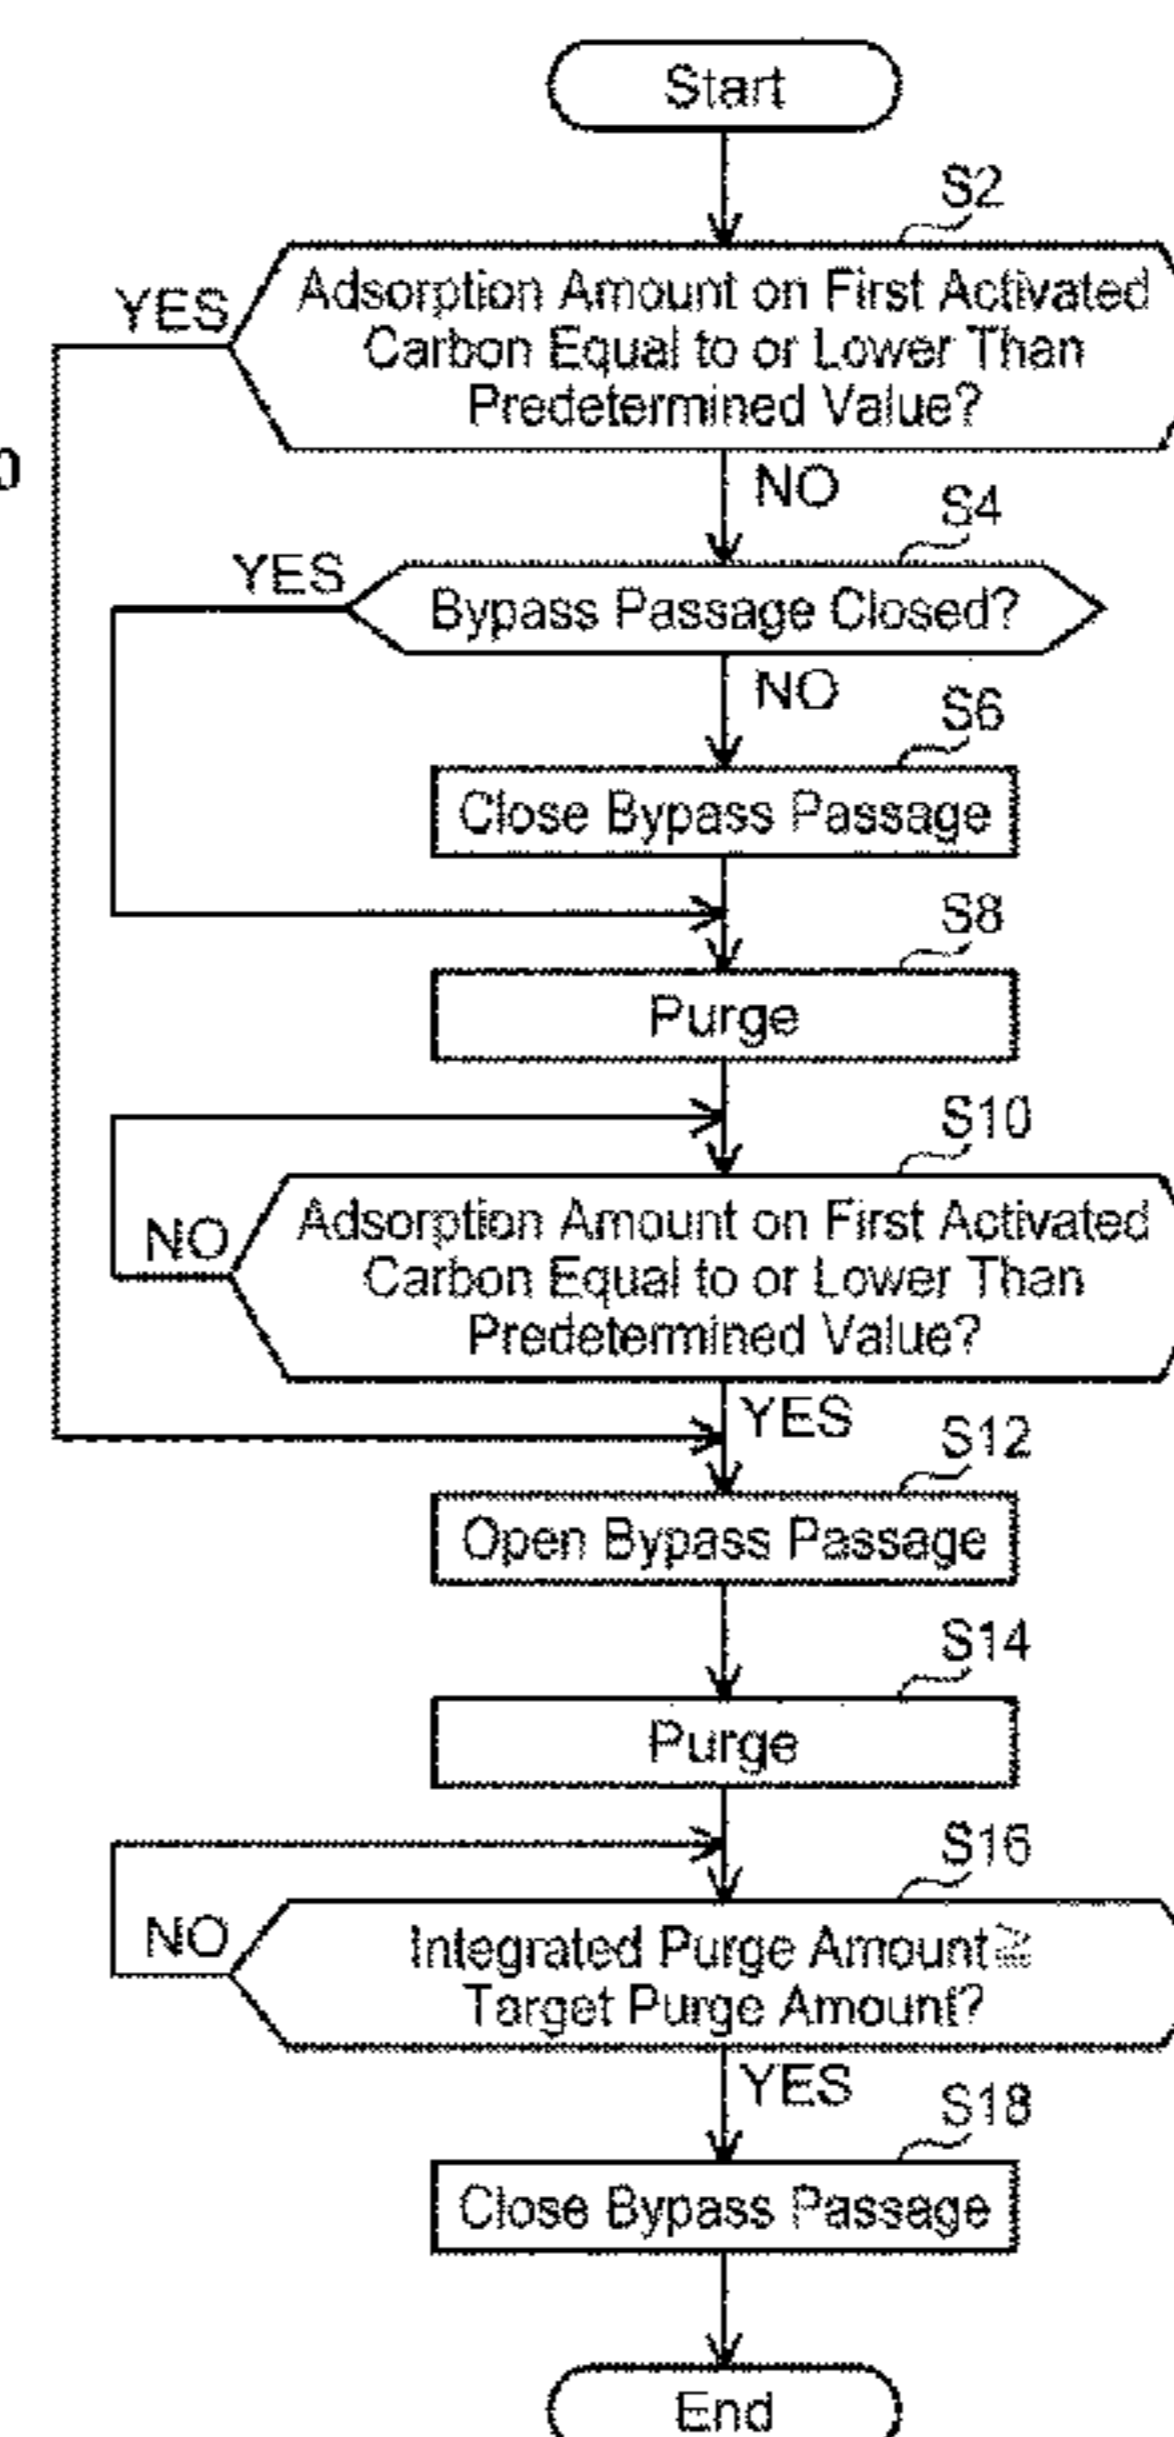 Start
S2
YES
Adsorption Amount on First Activated
Carbon Equal to or Lower Than
Predetermined Value?
0
NO
S4
YES
Bypass Passage Closed?
NO
S6
Close Bypass Passage
S8
Purge
S10
NO
Adsorption Amount on First Activated
Carbon Equal to or Lower Than
Predetermined Value?
YES
S12
Open Bypass Passage
S14
Purge
S16
NO
Integrated Purge Amount≧
Target Purge Amount?
YES
S18
Close Bypass Passage
End